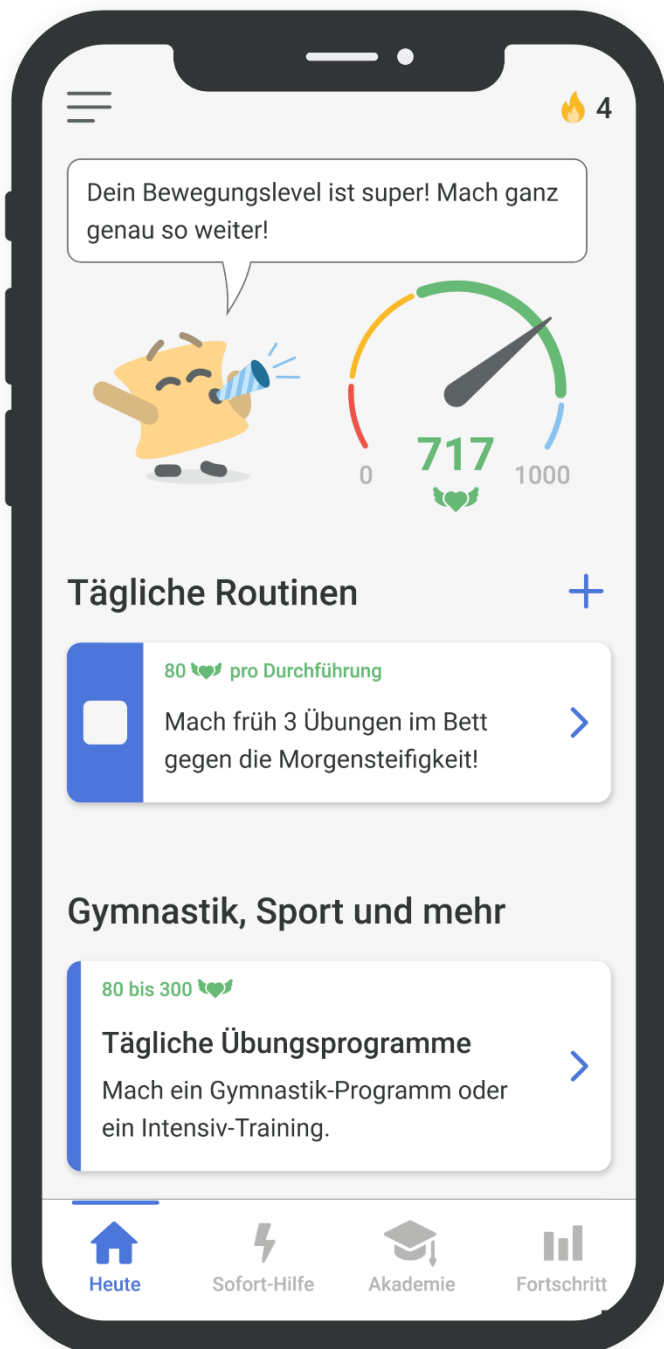 4
Dein Bewegungslevel ist super! Mach ganz
genau so weiter!
717
0
1000
Tägliche Routinen
80 pro Durchführung
Mach früh 3 Übungen im Bett
gegen die Morgensteifigkeit!
Gymnastik, Sport und mehr
80 bis 300
Tägliche Übungsprogramme
Mach ein Gymnastik-Programm oder
ein Intensiv-Training.
Heute
Sofort-Hilfe
Akademie
Fortschritt